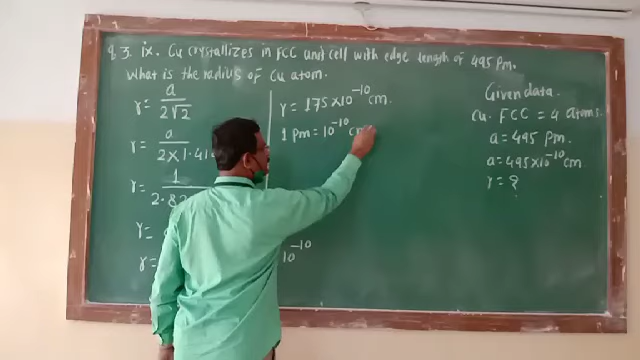 Q 3. ix. Cu crystallizes in FCC and cell with edge length of 495 Pm.
What is the radius of Cu atom.
r = a / 2√2
r = a / 2 × 1.41
r = 1 / 2.82
r =
r = 10⁻¹⁰
r = 175 × 10⁻¹⁰ cm.
1 Pm = 10⁻¹⁰
Given data.
Cu. FCC = 4 atoms.
a = 495 Pm.
a = 495 × 10⁻¹⁰ cm
r = ?